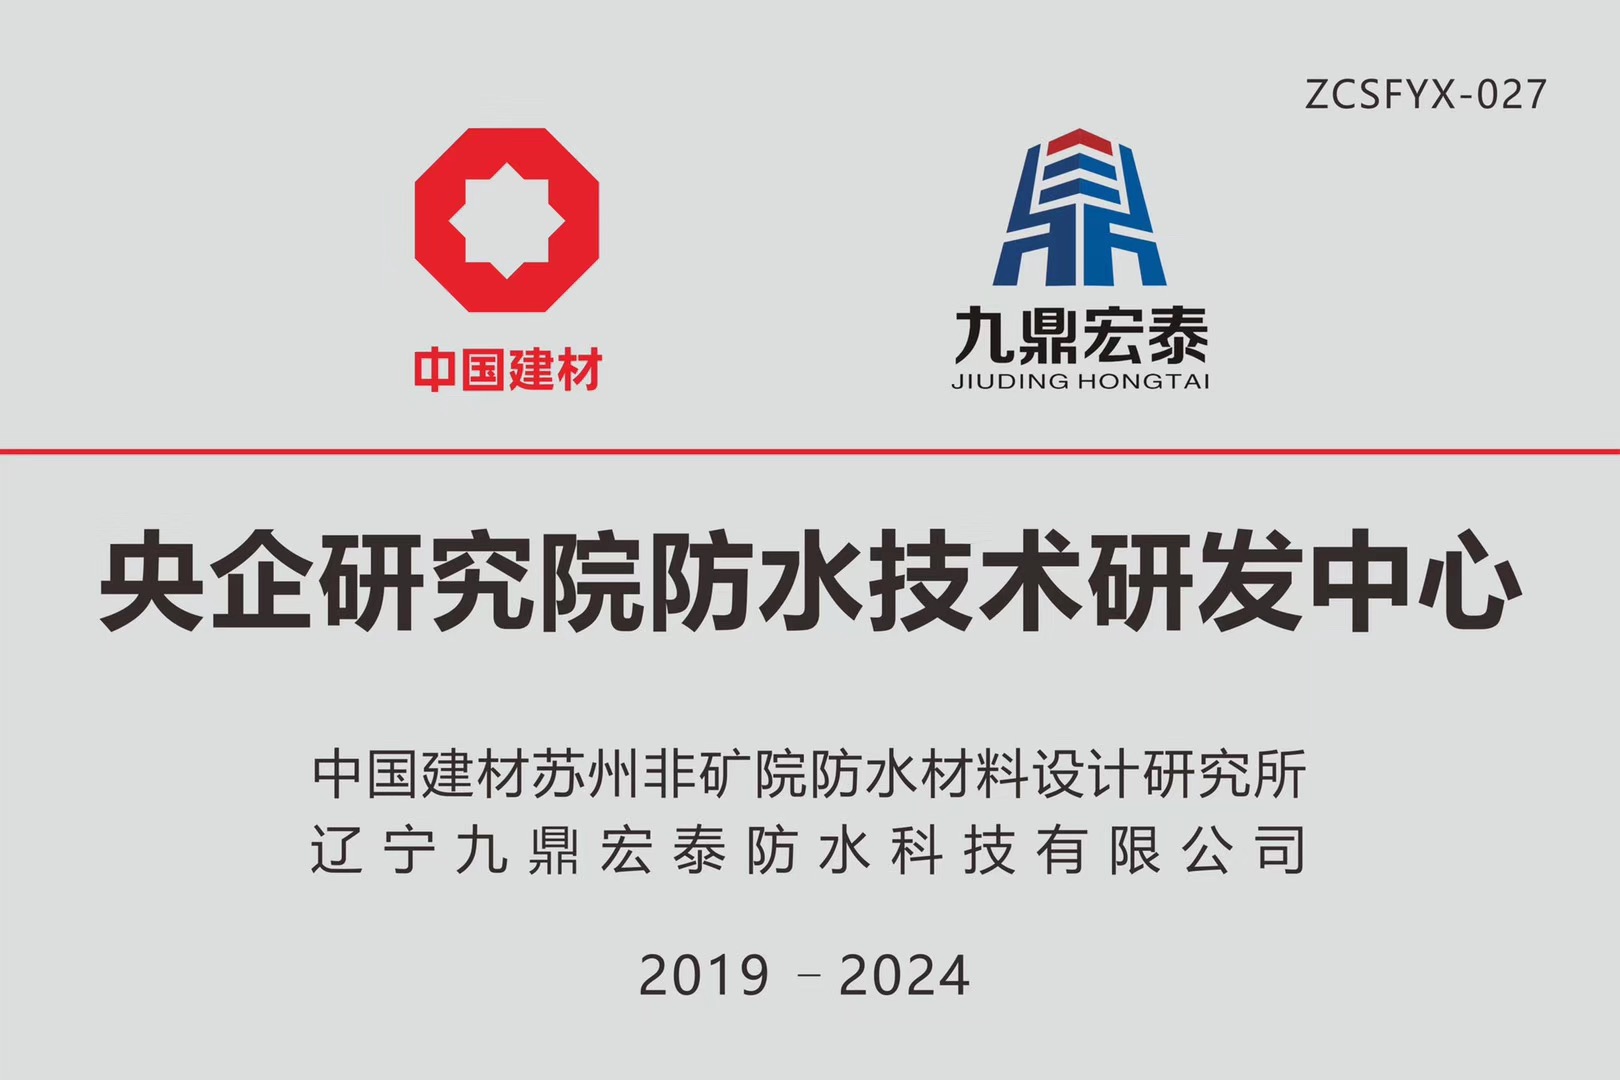 ZCSFYX-027
中国建材
九鼎宏泰
JIUDING HONGTAI
央企研究院防水技术研发中心
中国建材苏州非矿院防水材料设计研究所
辽宁九鼎宏泰防水科技有限公司
2019 – 2024